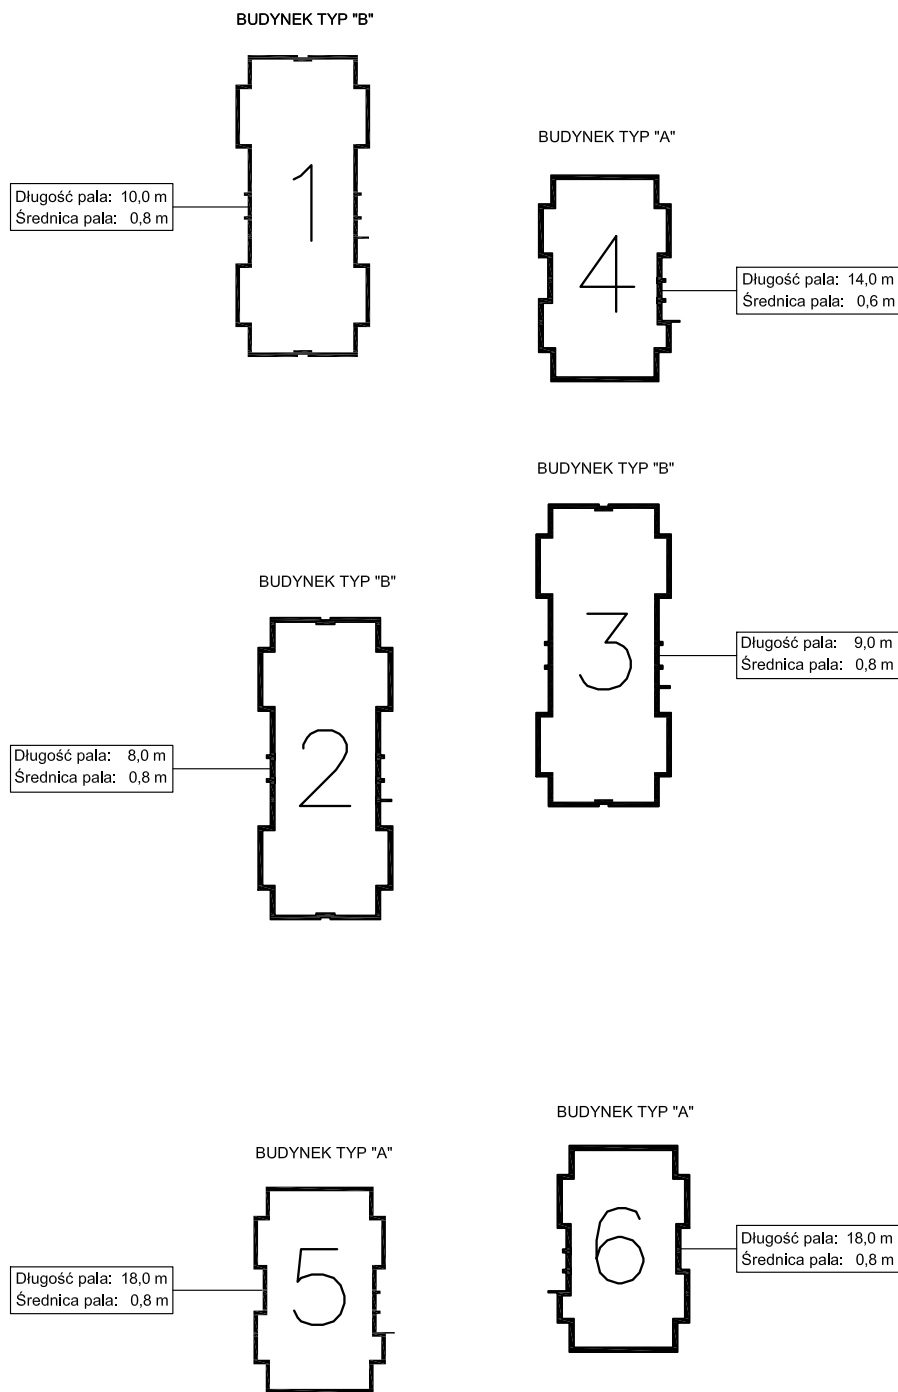 BUDYNEK TYP "B"
1
Długość pala: 10,0 m
Średnica pala: 0,8 m
BUDYNEK TYP "A"
4
Długość pala: 14,0 m
Średnica pala: 0,6 m
BUDYNEK TYP "B"
3
Długość pala: 9,0 m
Średnica pala: 0,8 m
BUDYNEK TYP "B"
2
Długość pala: 8,0 m
Średnica pala: 0,8 m
BUDYNEK TYP "A"
6
Długość pala: 18,0 m
Średnica pala: 0,8 m
BUDYNEK TYP "A"
5
Długość pala: 18,0 m
Średnica pala: 0,8 m